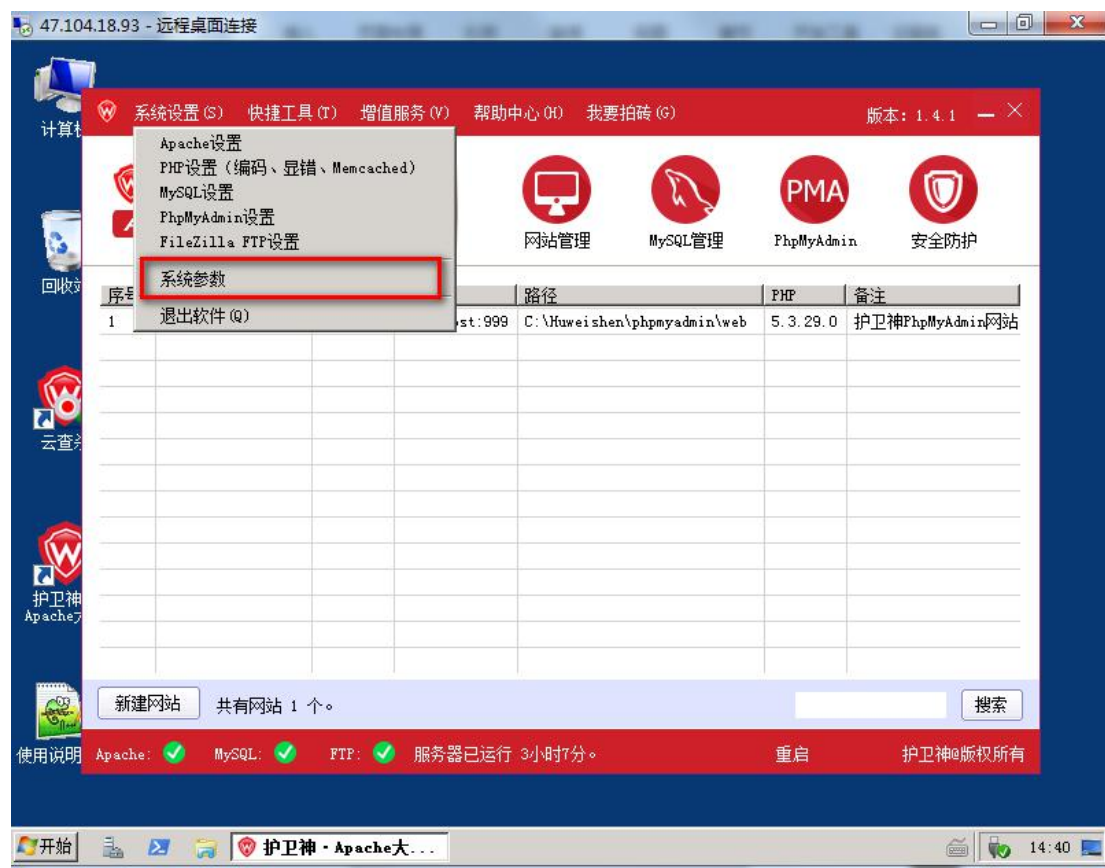 47.104.18.93 - 远程桌面连接
系统设置(S) 快捷工具(T) 增值服务(V) 帮助中心(H) 我要拍砖(G) 版本: 1.4.1
Apache设置
PHP设置（编码、显错、Memcached）
MySQL设置
PhpMyAdmin设置
FileZilla FTP设置
系统参数
退出软件(Q)
PMA
网站管理 MySQL管理 PhpMyAdmin 安全防护
序号 路径 PHP 备注
1 st:999 C:\Huweishen\phpmyadmin\web 5.3.29.0 护卫神PhpMyAdmin网站
新建网站 共有网站 1 个。 搜索
Apache: MySQL: FTP: 服务器已运行 3小时7分。 重启 护卫神@版权所有
计算机
回收站
云查杀
护卫神
Apache大
使用说明
开始 护卫神·Apache大... 14:40